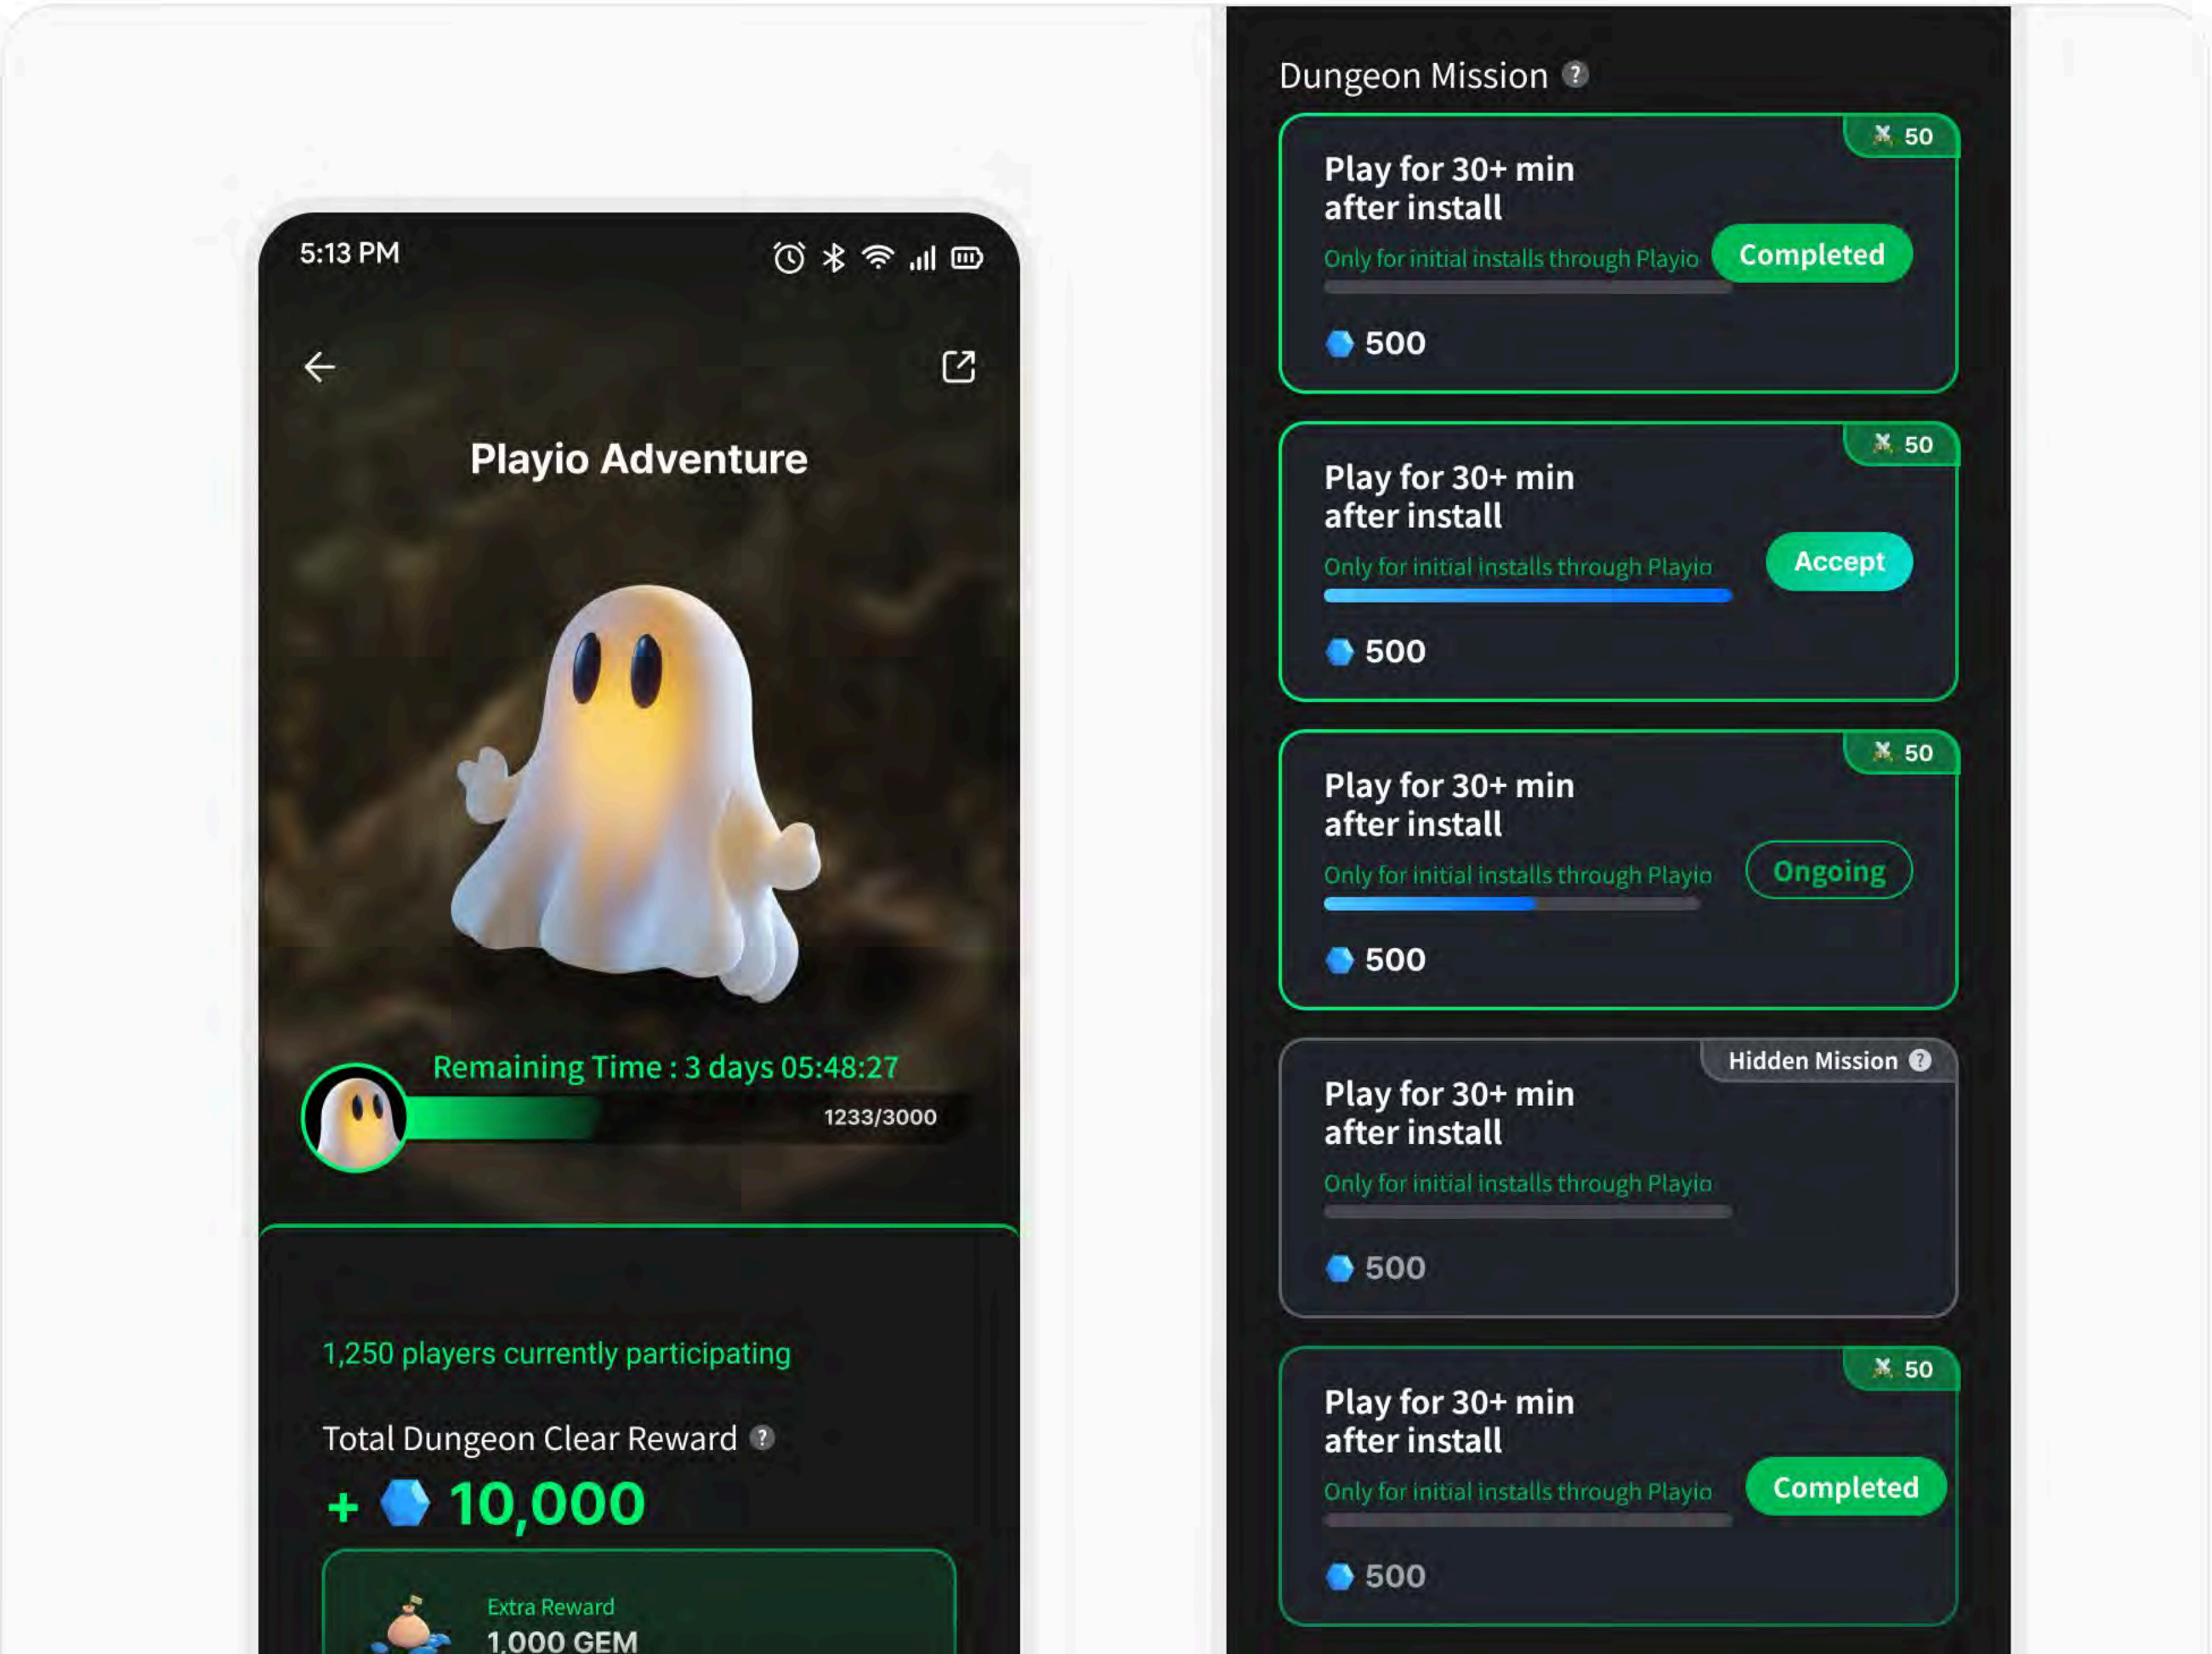 5:13 PM
Playio Adventure
Remaining Time : 3 days 05:48:27
1233/3000
1,250 players currently participating
Total Dungeon Clear Reward ?
+ 10,000
Extra Reward
1,000 GEM
Dungeon Mission ?
50
Play for 30+ min
after install
Only for initial installs through Playio
Completed
500
50
Play for 30+ min
after install
Only for initial installs through Playio
Accept
500
50
Play for 30+ min
after install
Only for initial installs through Playio
Ongoing
500
Hidden Mission ?
Play for 30+ min
after install
Only for initial installs through Playio
500
50
Play for 30+ min
after install
Only for initial installs through Playio
Completed
500